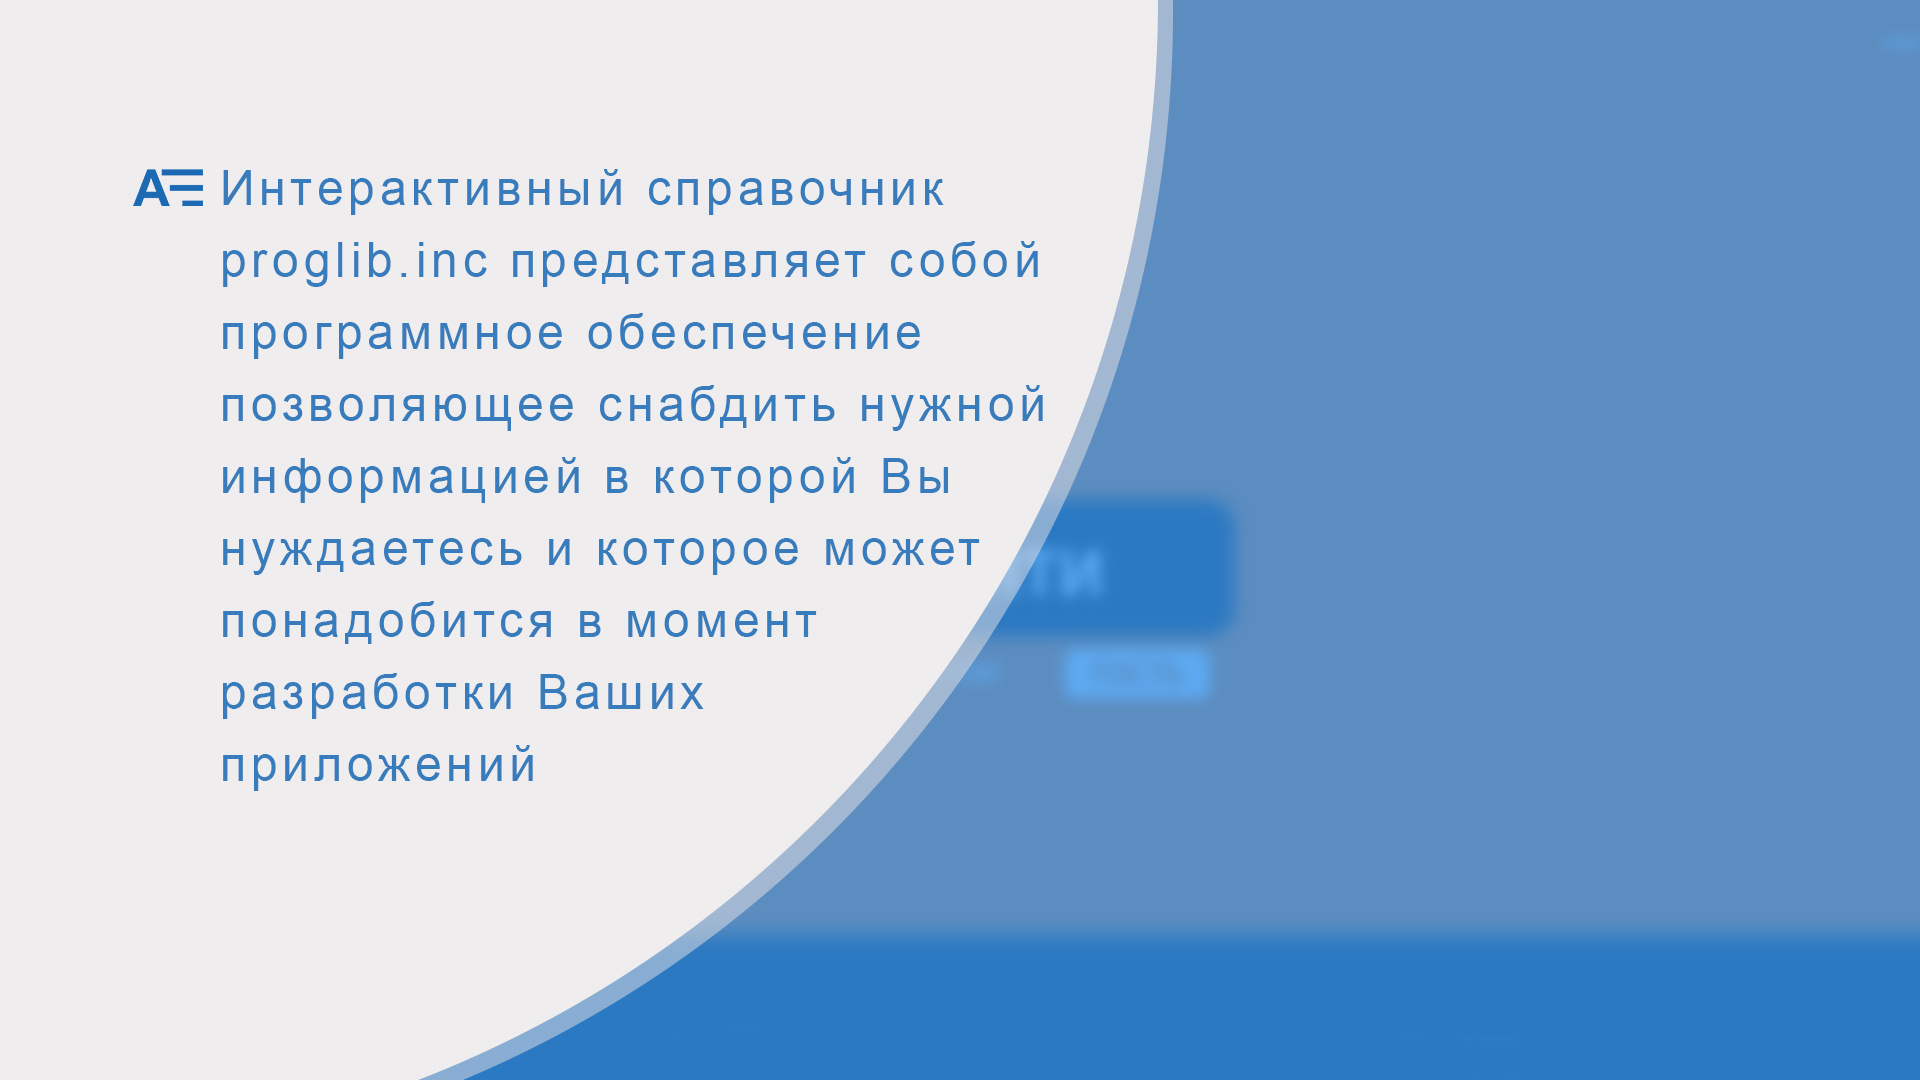 Интерактивный справочник
proglib.inc представляет собой
программное обеспечение
позволяющее снабдить нужной
информацией в которой Вы
нуждаетесь и которое может
понадобится в момент
разработки Ваших
приложений